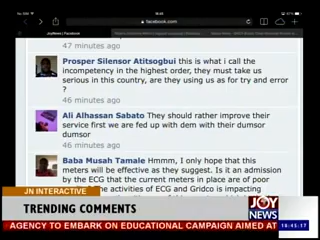 facebook.com
JoyNews | Facebook
47 minutes ago
Prosper Silensor Atitsogbui this is what i call the
incompetency in the highest order, they must take us
serious in this country, are they using us as for try and error
?
46 minutes ago
Ali Alhassan Sabato They should rather improve their
service first we are fed up with dem with their dumsor
dumsor
46 minutes ago
Baba Musah Tamale Hmmm, I only hope that this
meters will be effective as they suggest. Is it an admission
by the ECG that the current meters in place are of poor
the activities of ECG and Gridco is impacting
JN INTERACTIVE
TRENDING COMMENTS
JOY
NEWS
AGENCY TO EMBARK ON EDUCATIONAL CAMPAIGN AIMED AT
18:45:17